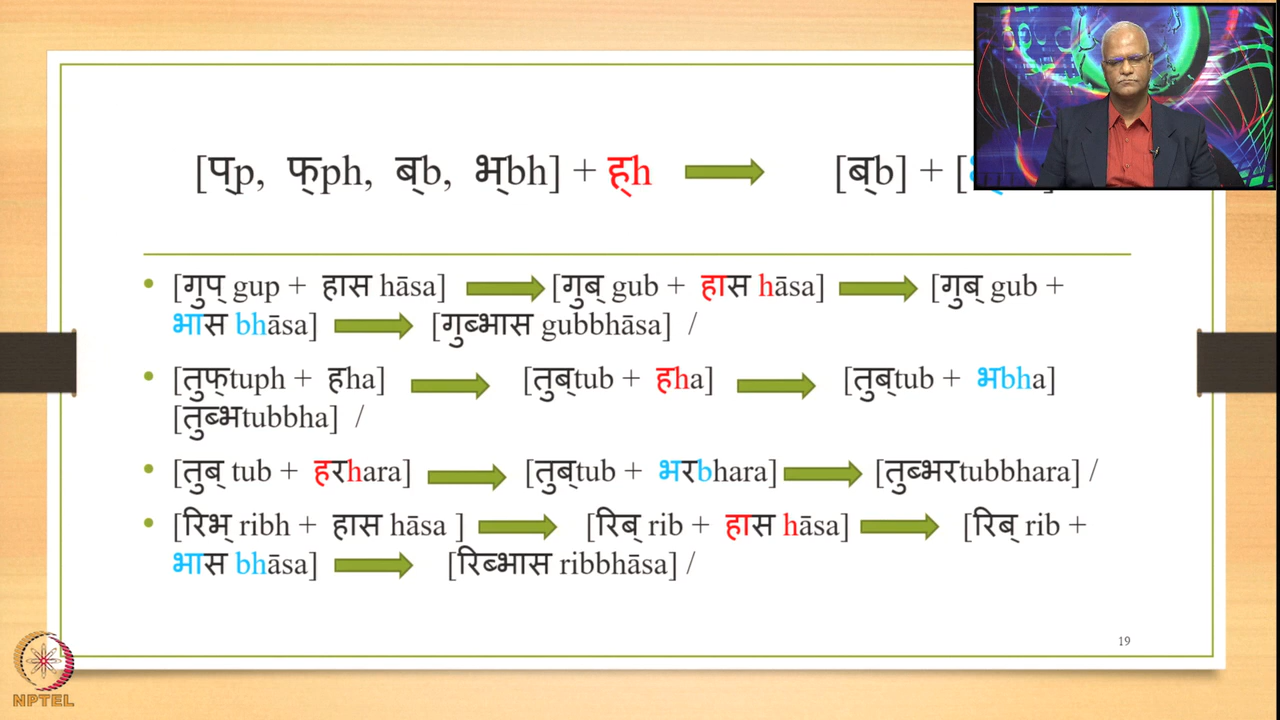 [प्p, फ्ph, ब्b, भ्bh] + ह्h [ब्b] + [
• [गुप् gup + हास hāsa] [गुब् gub + हास hāsa] [गुब् gub +
भास bhāsa] [गुब्भास gubbhāsa] /
• [तुफ्tuph + हha] [तुब्tub + हha] [तुब्tub + भbha]
[तुब्भtubbha] /
• [तुब् tub + हरhara] [तुब्tub + भरbhara] [तुब्भरtubbhara] /
• [रिभ् ribh + हास hāsa ] [रिब् rib + हास hāsa] [रिब् rib +
भास bhāsa] [रिब्भास ribbhāsa] /
19
NPTEL